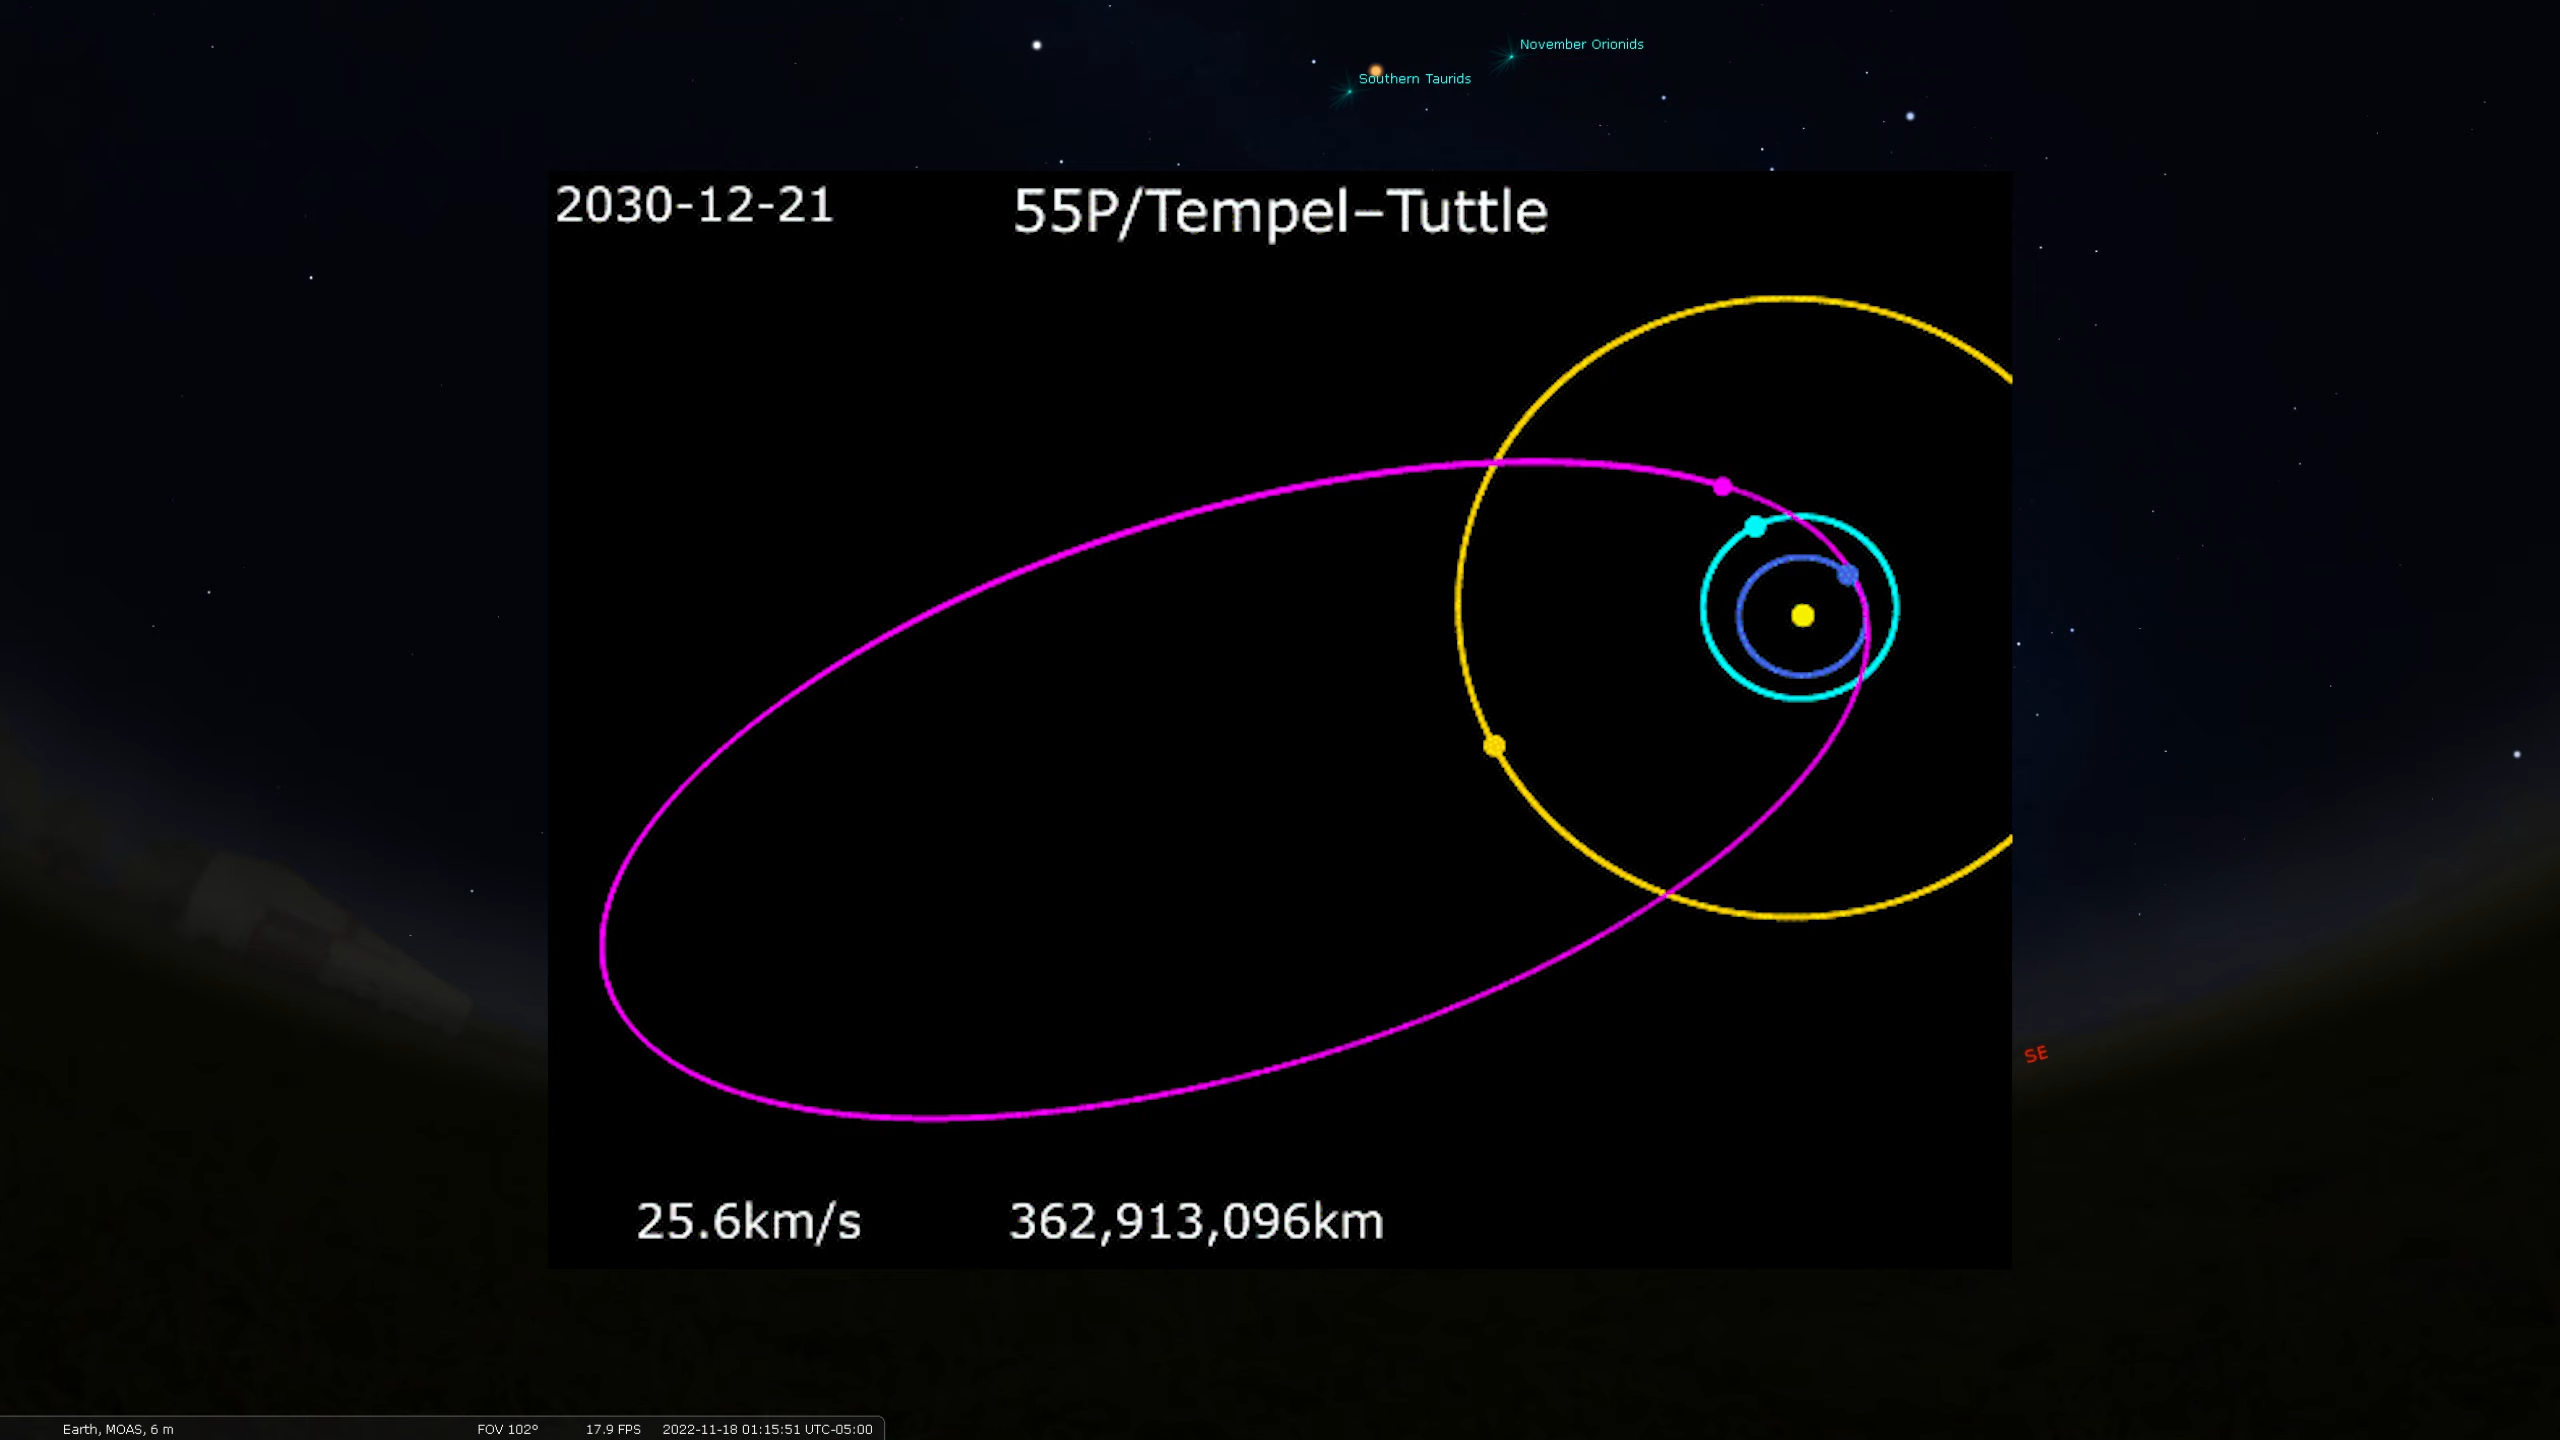 November Orionids
Southern Taurids
2030-12-21
55P/Tempel–Tuttle
SE
25.6km/s
362,913,096km
Earth, MOAS, 6 m
FOV 102°
17.9 FPS
2022-11-18 01:15:51 UTC-05:00